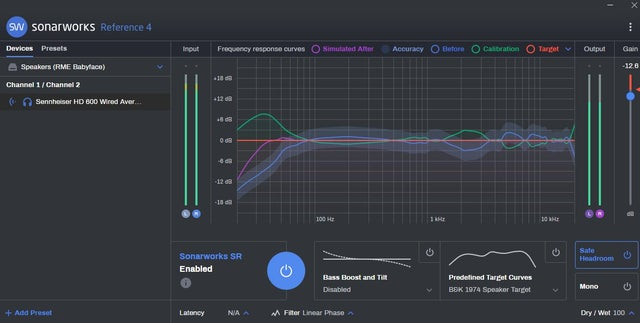 SW sonarworks Reference 4
Devices Presets
Speakers (RME Babyface)
Channel 1 / Channel 2
Sennheiser HD 600 Wired Aver...
Add Preset
Input
L R
Frequency response curves Simulated After Accuracy Before Calibration Target
+18 dB
+12 dB
+6 dB
0 dB
-6 dB
-12 dB
-18 dB
100 Hz 1 kHz 10 kHz
Output
L R
Gain
-12.6
dB
Sonarworks SR
Enabled
Bass Boost and Tilt
Disabled
Predefined Target Curves
B&K 1974 Speaker Target
Safe
Headroom
Mono
Latency N/A Filter Linear Phase Dry / Wet 100